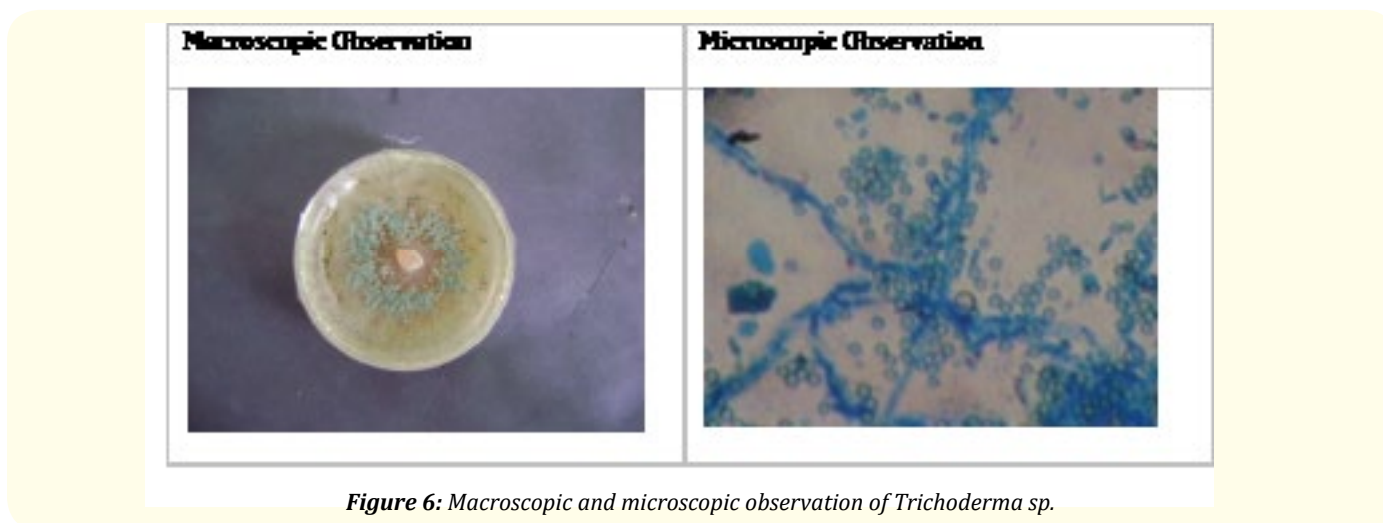 Macroscopic Observation
Microscopic Observation
Figure 6: Macroscopic and microscopic observation of Trichoderma sp.